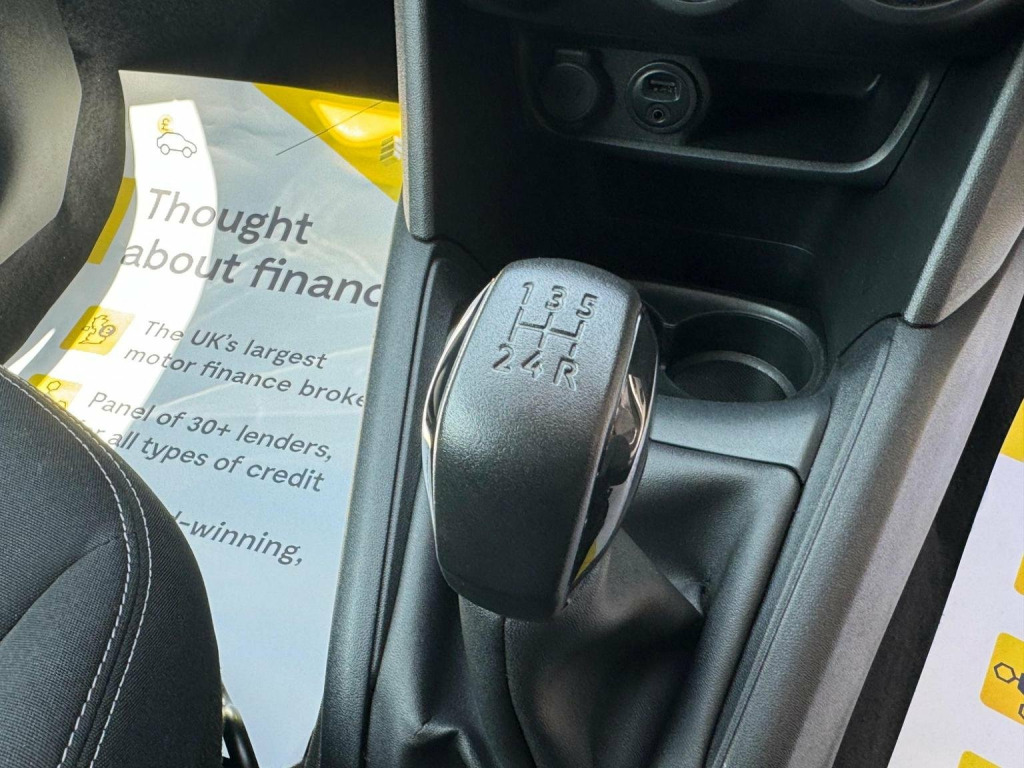 Thought
about financ
The UK's largest
motor finance broke
Panel of 30+ lenders,
all types of credit
-winning,
1 3 5
2 4 R